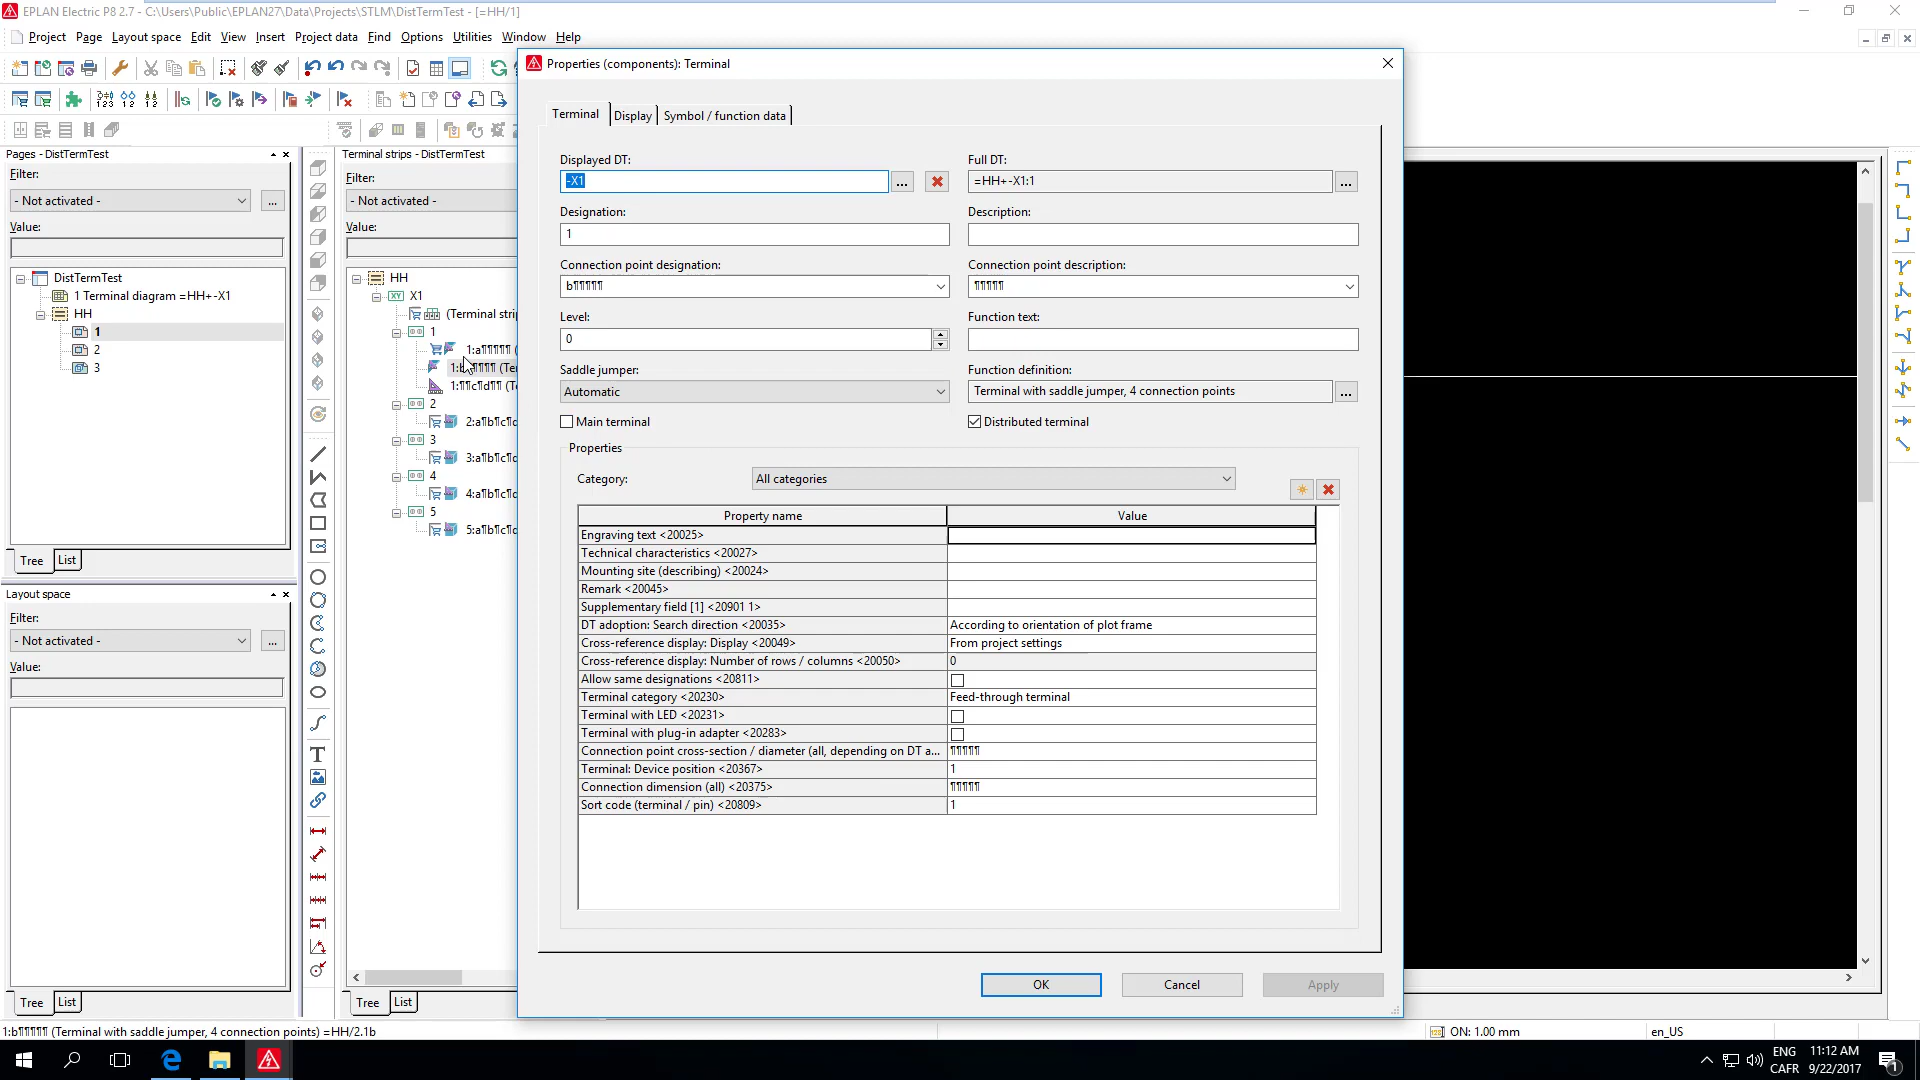 EPLAN Electric P8 2.7 - C:\Users\Public\EPLAN27\Data\Projects\STLM\DistTermTest - [=HH/1]
Project Page Layout space Edit View Insert Project data Find Options Utilities Window Help
Pages - DistTermTest
Filter:
- Not activated -
...
Value:
DistTermTest
1 Terminal diagram =HH+-X1
HH
1
2
3
Tree List
Layout space
Filter:
- Not activated -
...
Value:
Tree List
Terminal strips - DistTermTest
Filter:
- Not activated -
Value:
HH
X1
(Terminal strip
1
1:a¶¶¶¶¶ (
1:b¶¶¶¶¶ (Ter
1:¶¶c¶d¶¶ (T
2
2:a¶b¶c¶d
3
3:a¶b¶c¶d
4
4:a¶b¶c¶d
5
5:a¶b¶c¶d
Tree List
Properties (components): Terminal
Terminal Display Symbol / function data
Displayed DT:
-X1
...
Full DT:
=HH+-X1:1
...
Designation:
1
Description:
Connection point designation:
b¶¶¶¶¶
Connection point description:
¶¶¶¶¶
Level:
0
Function text:
Saddle jumper:
Automatic
Function definition:
Terminal with saddle jumper, 4 connection points
...
Main terminal
Distributed terminal
Properties
Category:
All categories
Property name Value
Engraving text <20025>
Technical characteristics <20027>
Mounting site (describing) <20024>
Remark <20045>
Supplementary field [1] <20901 1>
DT adoption: Search direction <20035> According to orientation of plot frame
Cross-reference display: Display <20049> From project settings
Cross-reference display: Number of rows / columns <20050> 0
Allow same designations <20811>
Terminal category <20230> Feed-through terminal
Terminal with LED <20231>
Terminal with plug-in adapter <20283>
Connection point cross-section / diameter (all, depending on DT a... ¶¶¶¶¶
Terminal: Device position <20367> 1
Connection dimension (all) <20375> ¶¶¶¶¶
Sort code (terminal / pin) <20809> 1
OK Cancel Apply
1:b¶¶¶¶¶ (Terminal with saddle jumper, 4 connection points) =HH/2.1b
ON: 1.00 mm
en_US
ENG
CAFR
11:12 AM
9/22/2017
1